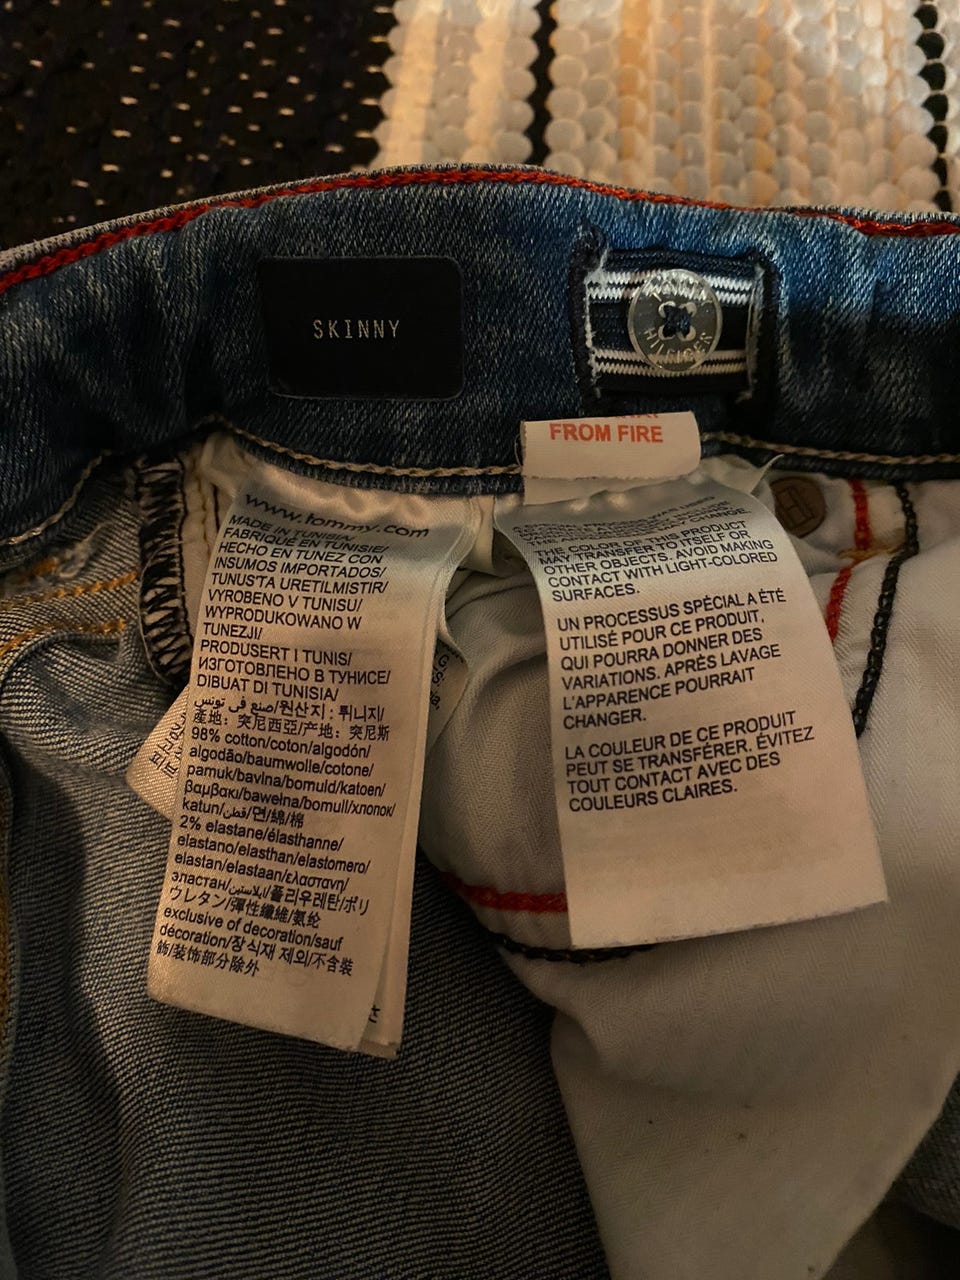 SKINNY
TOMMY
HILFIGER
FROM FIRE
www.tommy.com
MADE IN TUNISIA/
FABRIQUÉ EN TUNISIE/
HECHO EN TUNEZ CON
INSUMOS IMPORTADOS/
TUNUS'TA URETILMISTIR/
VYROBENO V TUNISU/
WYPRODUKOWANO W
TUNEZJI/
PRODUSERT I TUNIS/
ИЗГОТОВЛЕНО В ТУНИСЕ/
DIBUAT DI TUNISIA/
صنع في تونس/원산지 : 튀니지/
產地：突尼西亞/产地：突尼斯
98% cotton/coton/algodón/
algodão/baumwolle/cotone/
pamuk/bavlna/bomuld/katoen/
βαμβακι/bawełna/bomull/хлопок/
katun/قطن/면/綿/棉
2% elastane/élasthanne/
elastano/elasthan/elastomero/
elastan/elastaan/ελαστανη/
эластан/ايلاستين/폴리우레탄/ポリ
ウレタン/彈性纖維/氨纶
exclusive of decoration/sauf
décoration/장식재 제외/不含裝
飾/装饰部分除外
THE COLOR OF THIS PRODUCT
MAY TRANSFER TO ITSELF OR
OTHER OBJECTS. AVOID MAKING
CONTACT WITH LIGHT-COLORED
SURFACES.
UN PROCESSUS SPÉCIAL A ÉTÉ
UTILISÉ POUR CE PRODUIT,
QUI POURRA DONNER DES
VARIATIONS. APRÈS LAVAGE
L'APPARENCE POURRAIT
CHANGER.
LA COULEUR DE CE PRODUIT
PEUT SE TRANSFÉRER. ÉVITEZ
TOUT CONTACT AVEC DES
COULEURS CLAIRES.